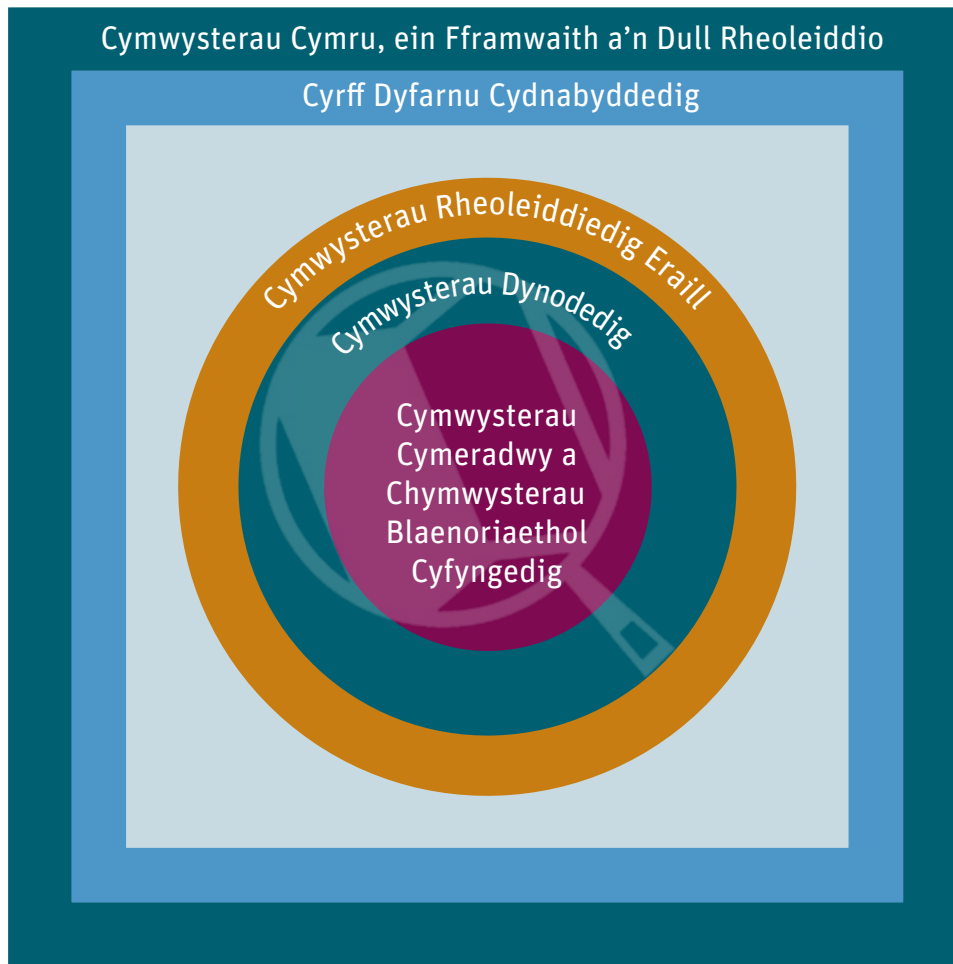 Cymwysterau Cymru, ein Fframwaith a’n Dull Rheoleiddio
Cyrff Dyfarnu Cydnabyddedig
Cymwysterau Rheoleiddiedig Eraill
Cymwysterau Dynodedig
Cymwysterau
Cymeradwy a
Chymwysterau
Blaenoriaethol
Cyfyngedig